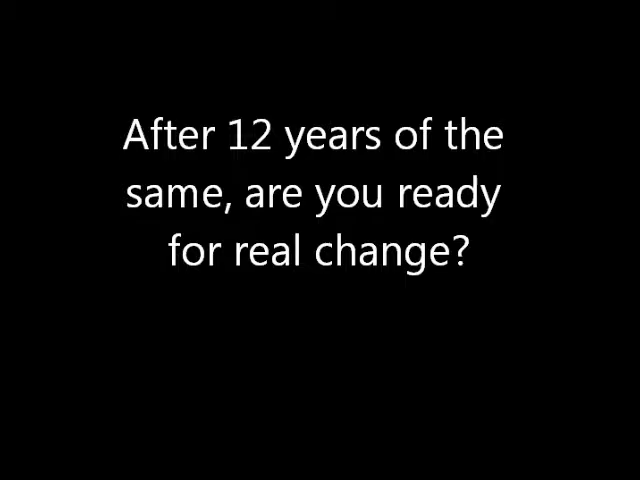 After 12 years of the
same, are you ready
for real change?